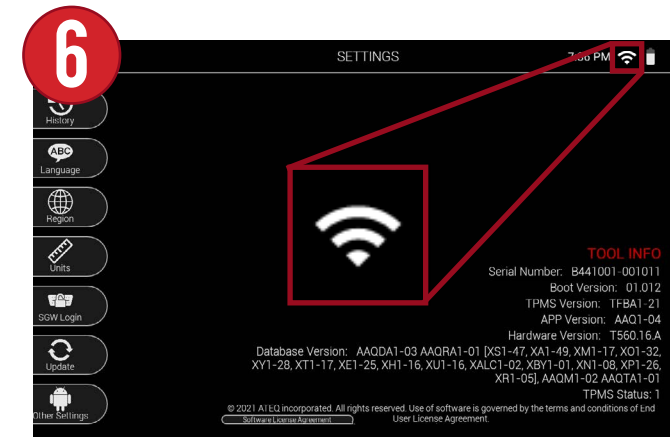 6
SETTINGS
7:36 PM
History
ABC
Language
Region
Units
SGW Login
Update
Other Settings
TOOL INFO
Serial Number: B441001-001011
Boot Version: 01.012
TPMS Version: TFBA1-21
APP Version: AAQ1-04
Hardware Version: T560.16.A
Database Version: AAQDA1-03 AAQRA1-01 [XS1-47, XA1-49, XM1-17, XO1-32,
XY1-28, XT1-17, XE1-25, XH1-16, XU1-16, XALC1-02, XBY1-01, XN1-08, XP1-26,
XR1-05], AAQM1-02 AAQTA1-01
TPMS Status: 1
© 2021 ATEQ incorporated. All rights reserved. Use of software is governed by the terms and conditions of End
User License Agreement.
Software License Agreement